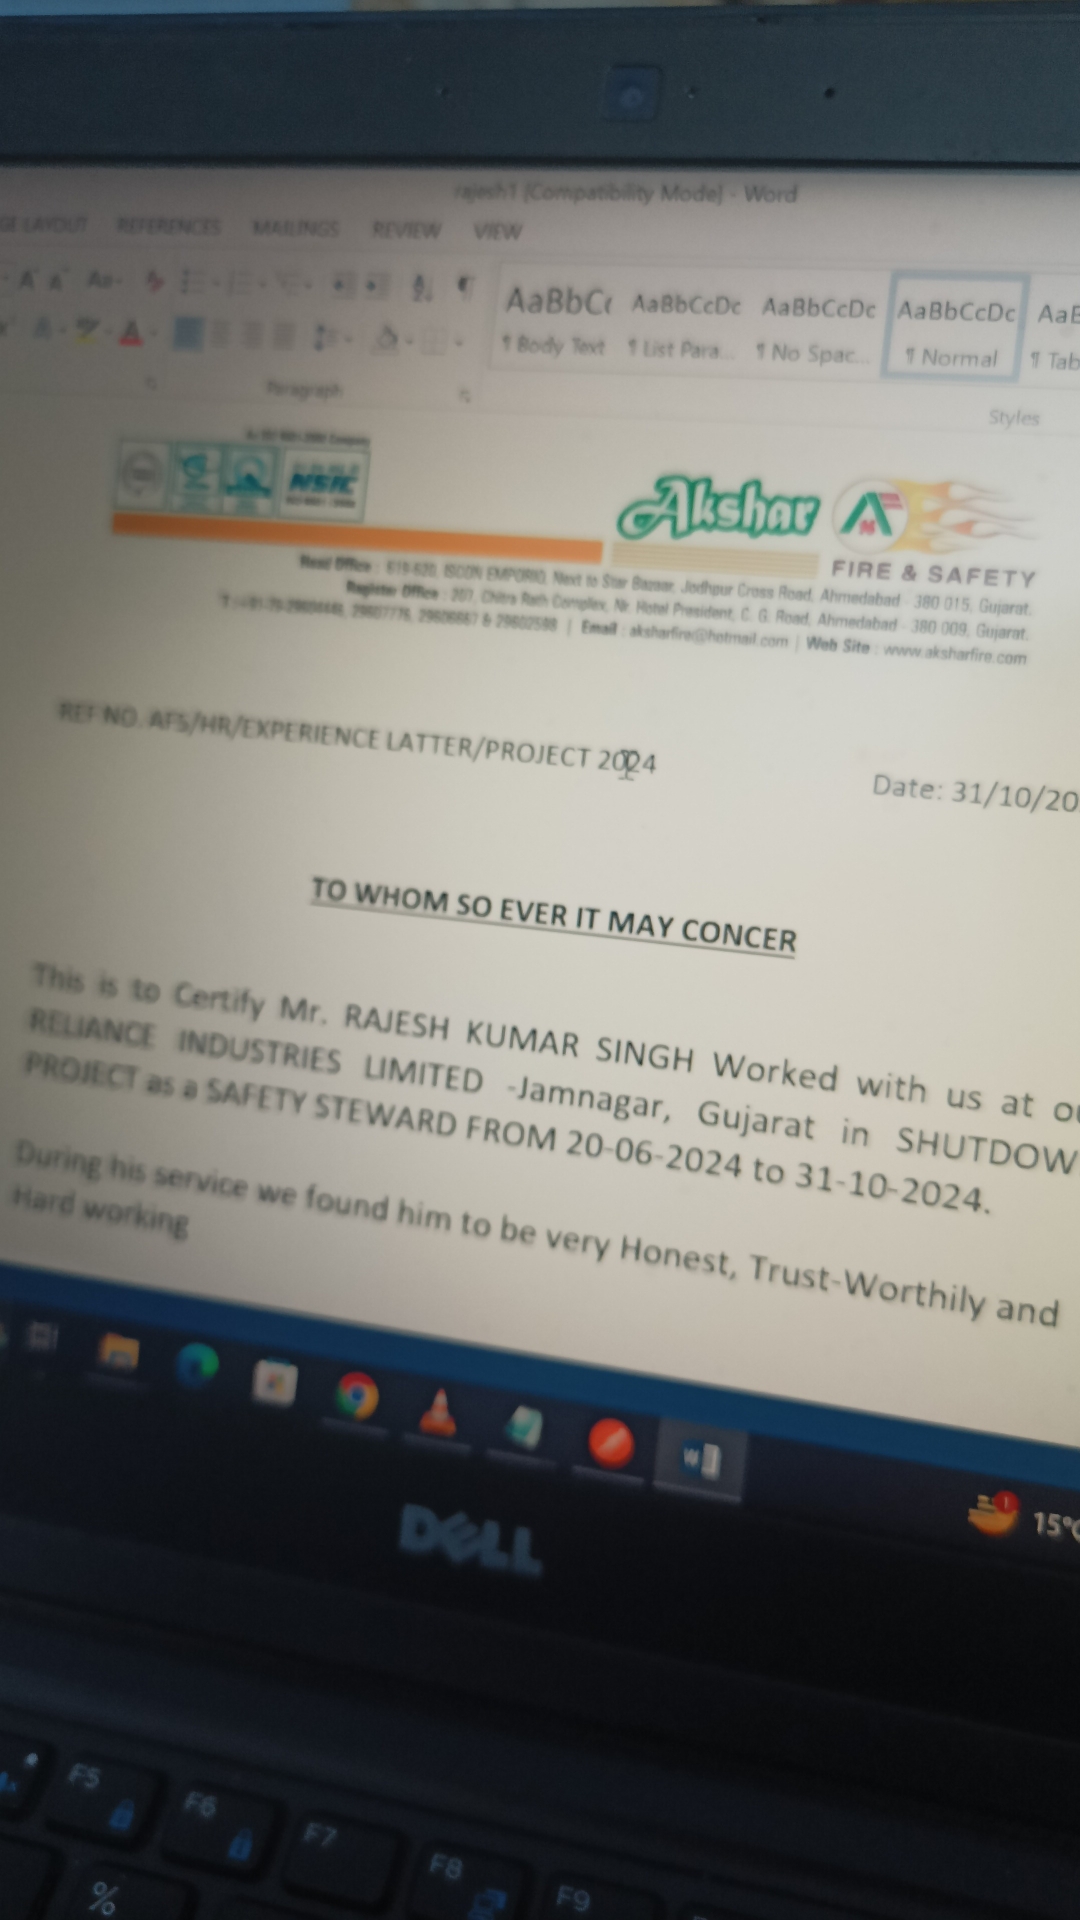 rajesh1 [Compatibility Mode] - Word
GE LAYOUT REFERENCES MAILINGS REVIEW VIEW
AaBbCc AaBbCcDc AaBbCcDc AaBbCcDc AaB
¶ Body Text ¶ List Para... ¶ No Spac... ¶ Normal ¶ Tab
Paragraph Styles
NSIC
Akshar
FIRE & SAFETY
Head Office : 619-620, ISCON EMPORIO, Next to Star Bazaar, Jodhpur Cross Road, Ahmedabad - 380 015, Gujarat.
Register Office : 207, Chitra Rath Complex, Nr. Hotel President, C. G. Road, Ahmedabad - 380 009, Gujarat.
Email : aksharfire@hotmail.com | Web Site : www.aksharfire.com
REF NO. AFS/HR/EXPERIENCE LATTER/PROJECT 2024
Date: 31/10/20
TO WHOM SO EVER IT MAY CONCER
This is to Certify Mr. RAJESH KUMAR SINGH Worked with us at ou
RELIANCE INDUSTRIES LIMITED -Jamnagar, Gujarat in SHUTDOW
PROJECT as a SAFETY STEWARD FROM 20-06-2024 to 31-10-2024.
During his service we found him to be very Honest, Trust-Worthily and
Hard working
15°C
DELL
F5 F6 F7 F8 F9
%